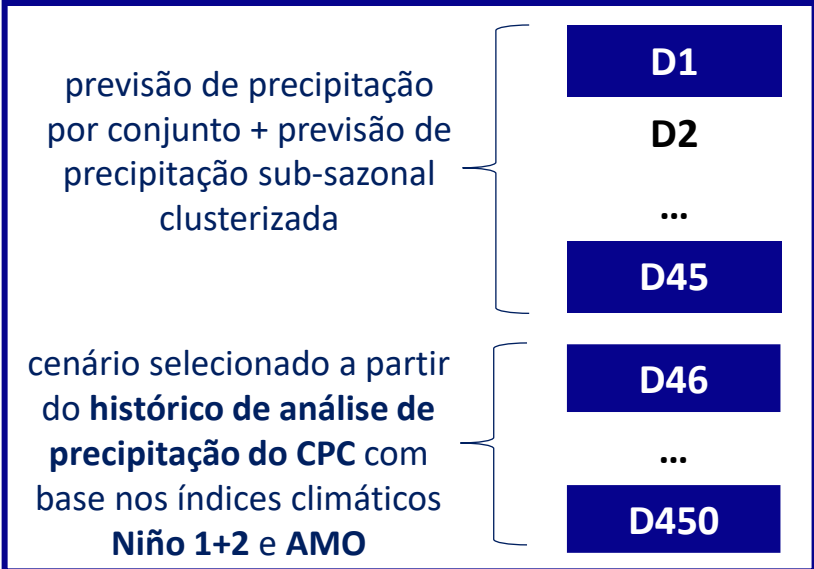 previsão de precipitação
por conjunto + previsão de
precipitação sub-sazonal
clusterizada
D1
D2
...
D45
cenário selecionado a partir
do histórico de análise de
precipitação do CPC com
base nos índices climáticos
Niño 1+2 e AMO
D46
...
D450